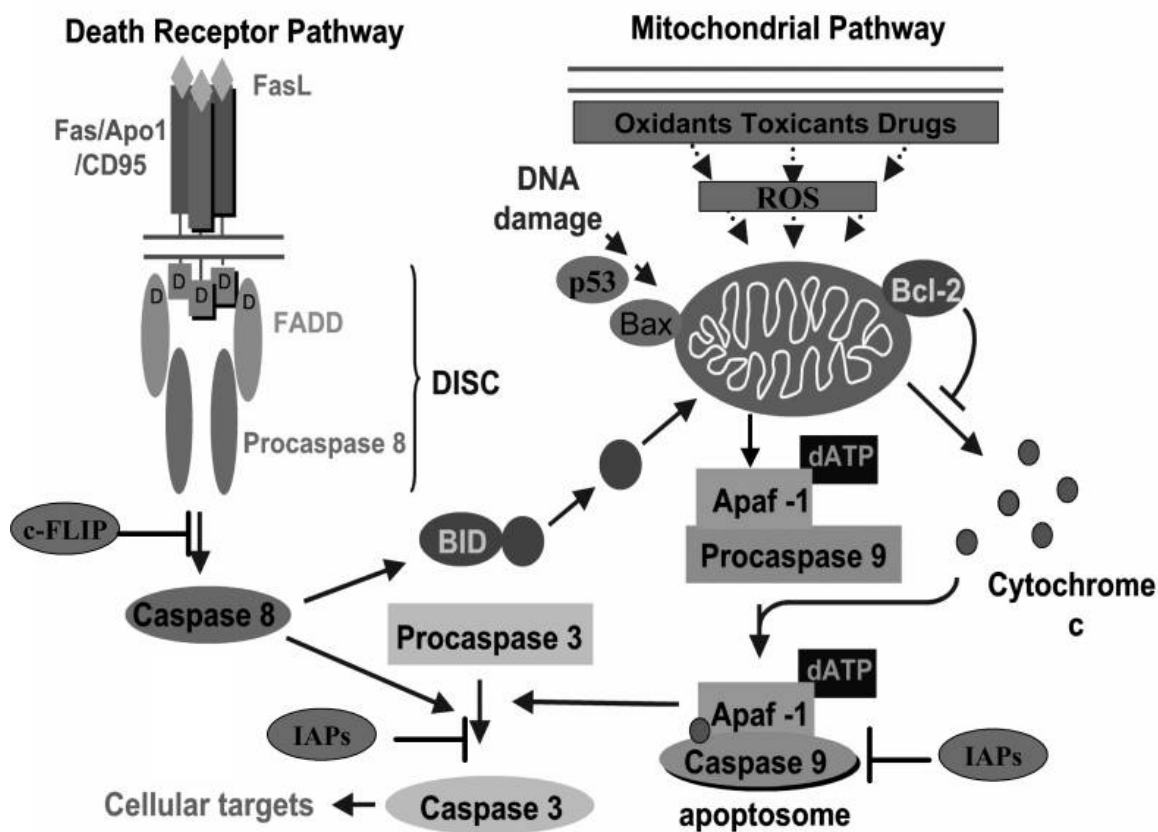 Death Receptor Pathway
FasL
Fas/Apo1
/CD95
D
D
D
D
D
FADD
DISC
Procaspase 8
c-FLIP
Caspase 8
BID
Procaspase 3
IAPs
Cellular targets
Caspase 3
Mitochondrial Pathway
Oxidants Toxicants Drugs
ROS
DNA
damage
p53
Bax
Bcl-2
dATP
Apaf -1
Procaspase 9
Cytochrome
c
dATP
Apaf -1
Caspase 9
IAPs
apoptosome